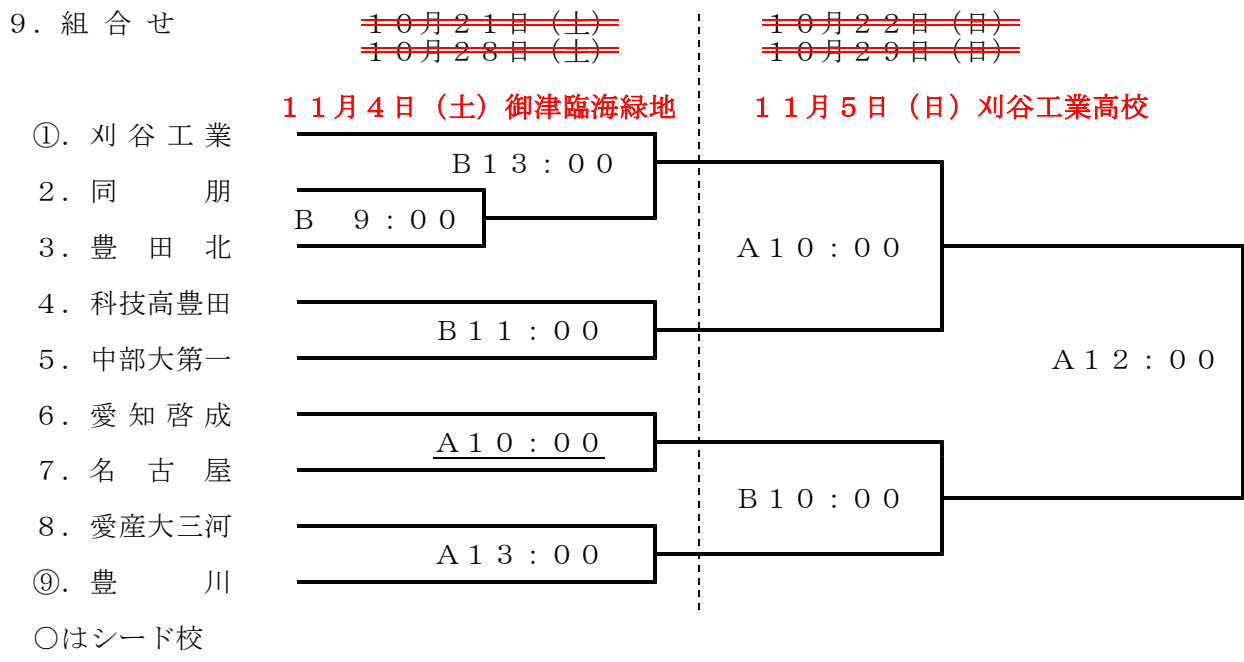 ９．組合せ　１０月２１日（土）　１０月２２日（日）
１０月２８日（土）　１０月２９日（日）
１１月４日（土）御津臨海緑地　１１月５日（日）刈谷工業高校
①．刈谷工業
Ｂ１３：００
２．同　朋
Ｂ　９：００
３．豊田北
Ａ１０：００
４．科技高豊田
Ｂ１１：００
５．中部大第一
Ａ１２：００
６．愛知啓成
Ａ１０：００
７．名古屋
Ｂ１０：００
８．愛産大三河
Ａ１３：００
⑨．豊　川
○はシード校